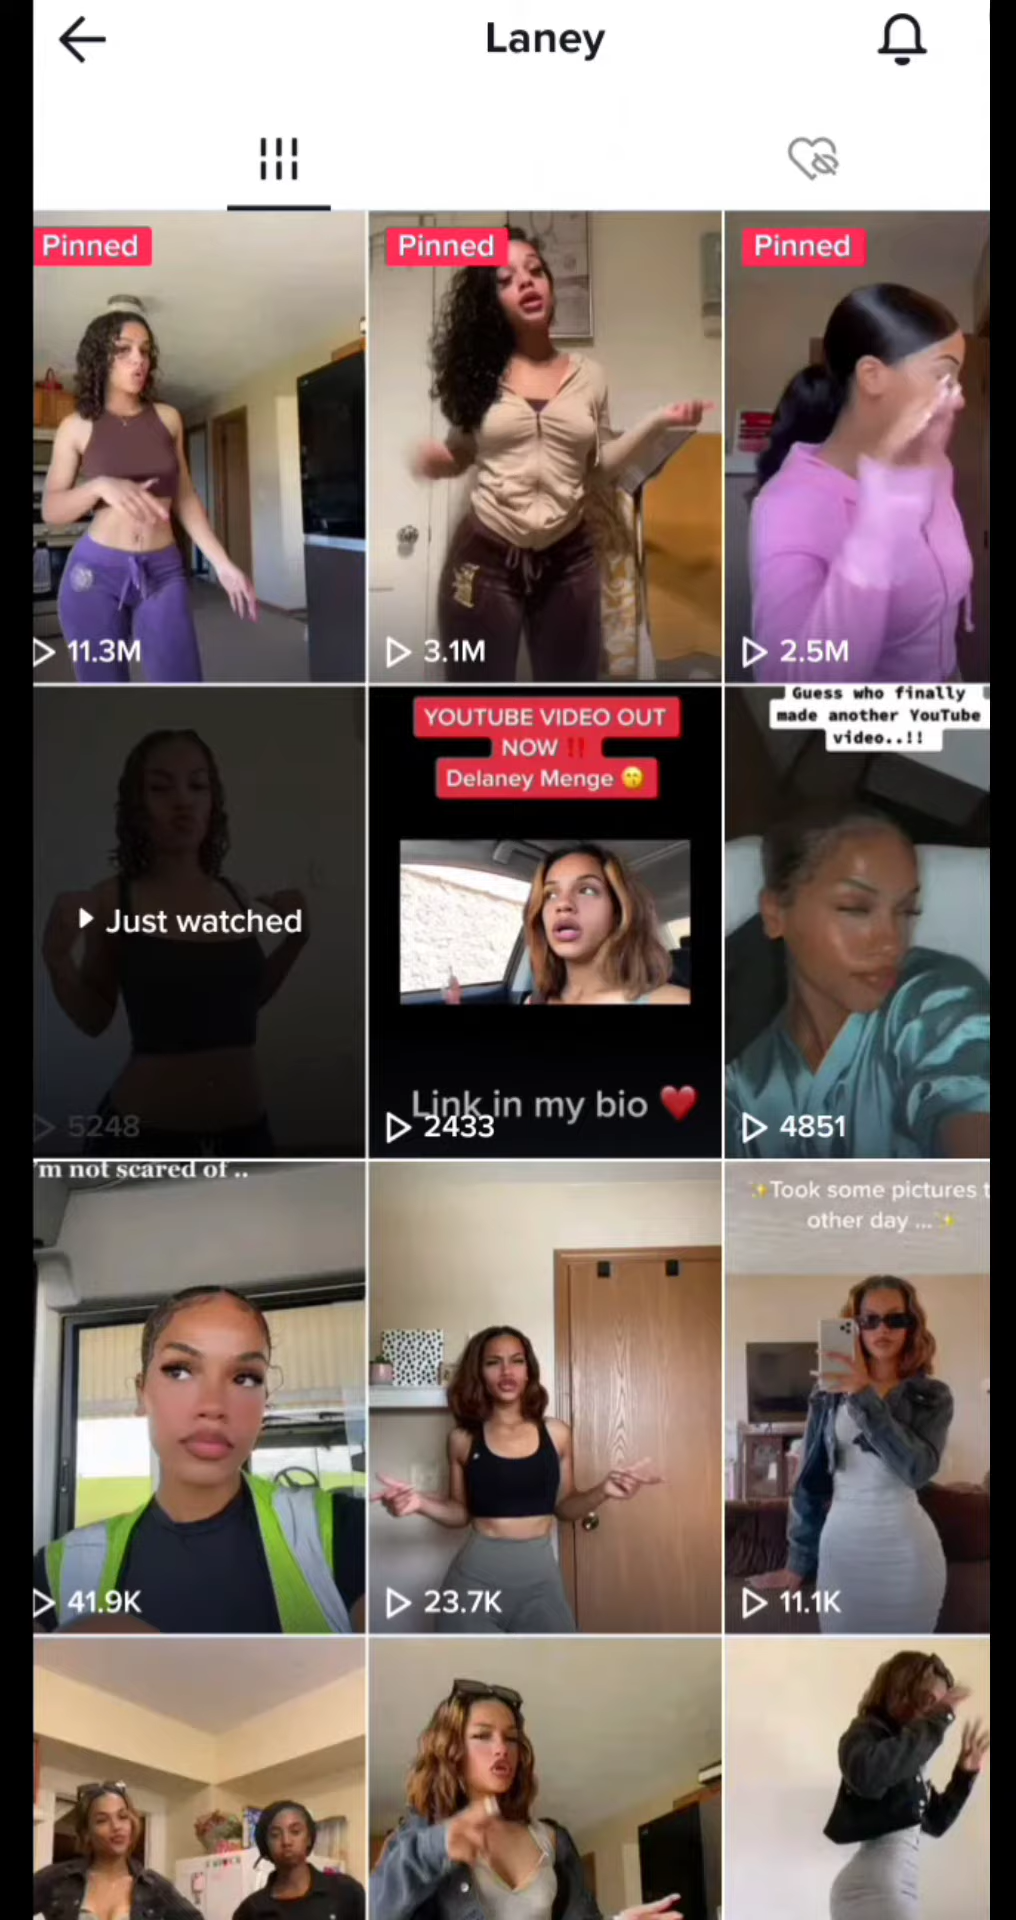 Laney
Pinned
Pinned
Pinned
11.3M
3.1M
2.5M
Just watched
5248
YOUTUBE VIDEO OUT
NOW ‼️
Delaney Menge 😙
Link in my bio ❤️
2433
Guess who finally
made another YouTube
video..!!
4851
'm not scared of ..
41.9K
23.7K
✨Took some pictures t
other day ...✨
11.1K